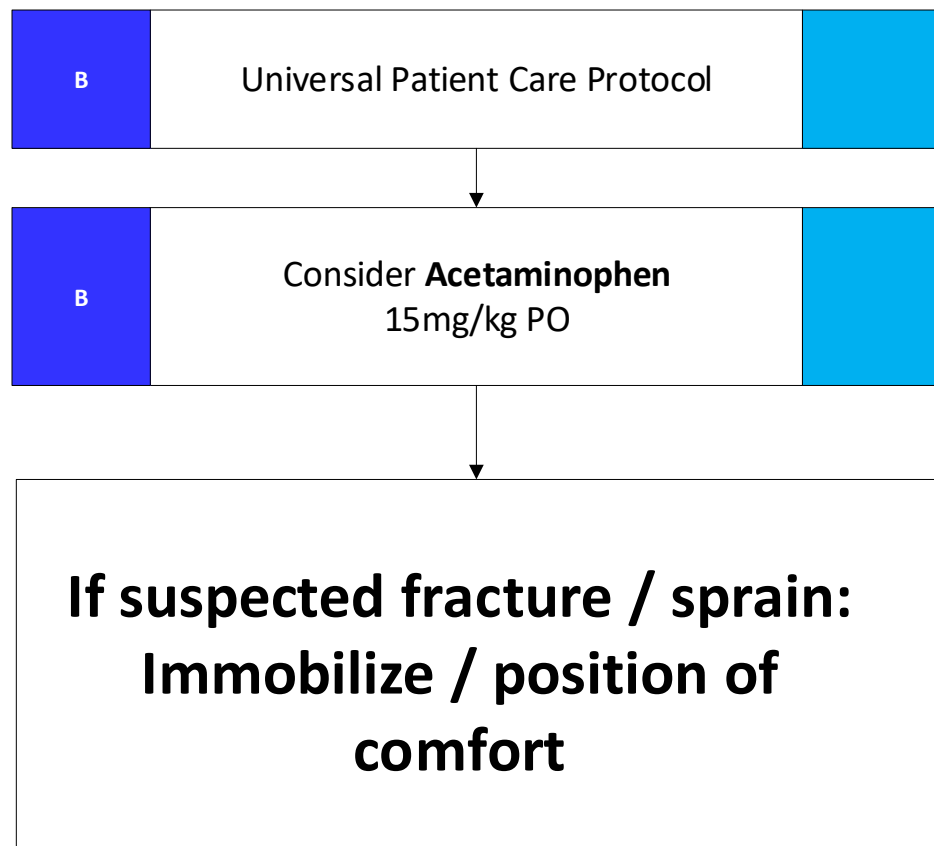 B
Universal Patient Care Protocol
B
Consider Acetaminophen
15mg/kg PO
If suspected fracture / sprain:
Immobilize / position of
comfort